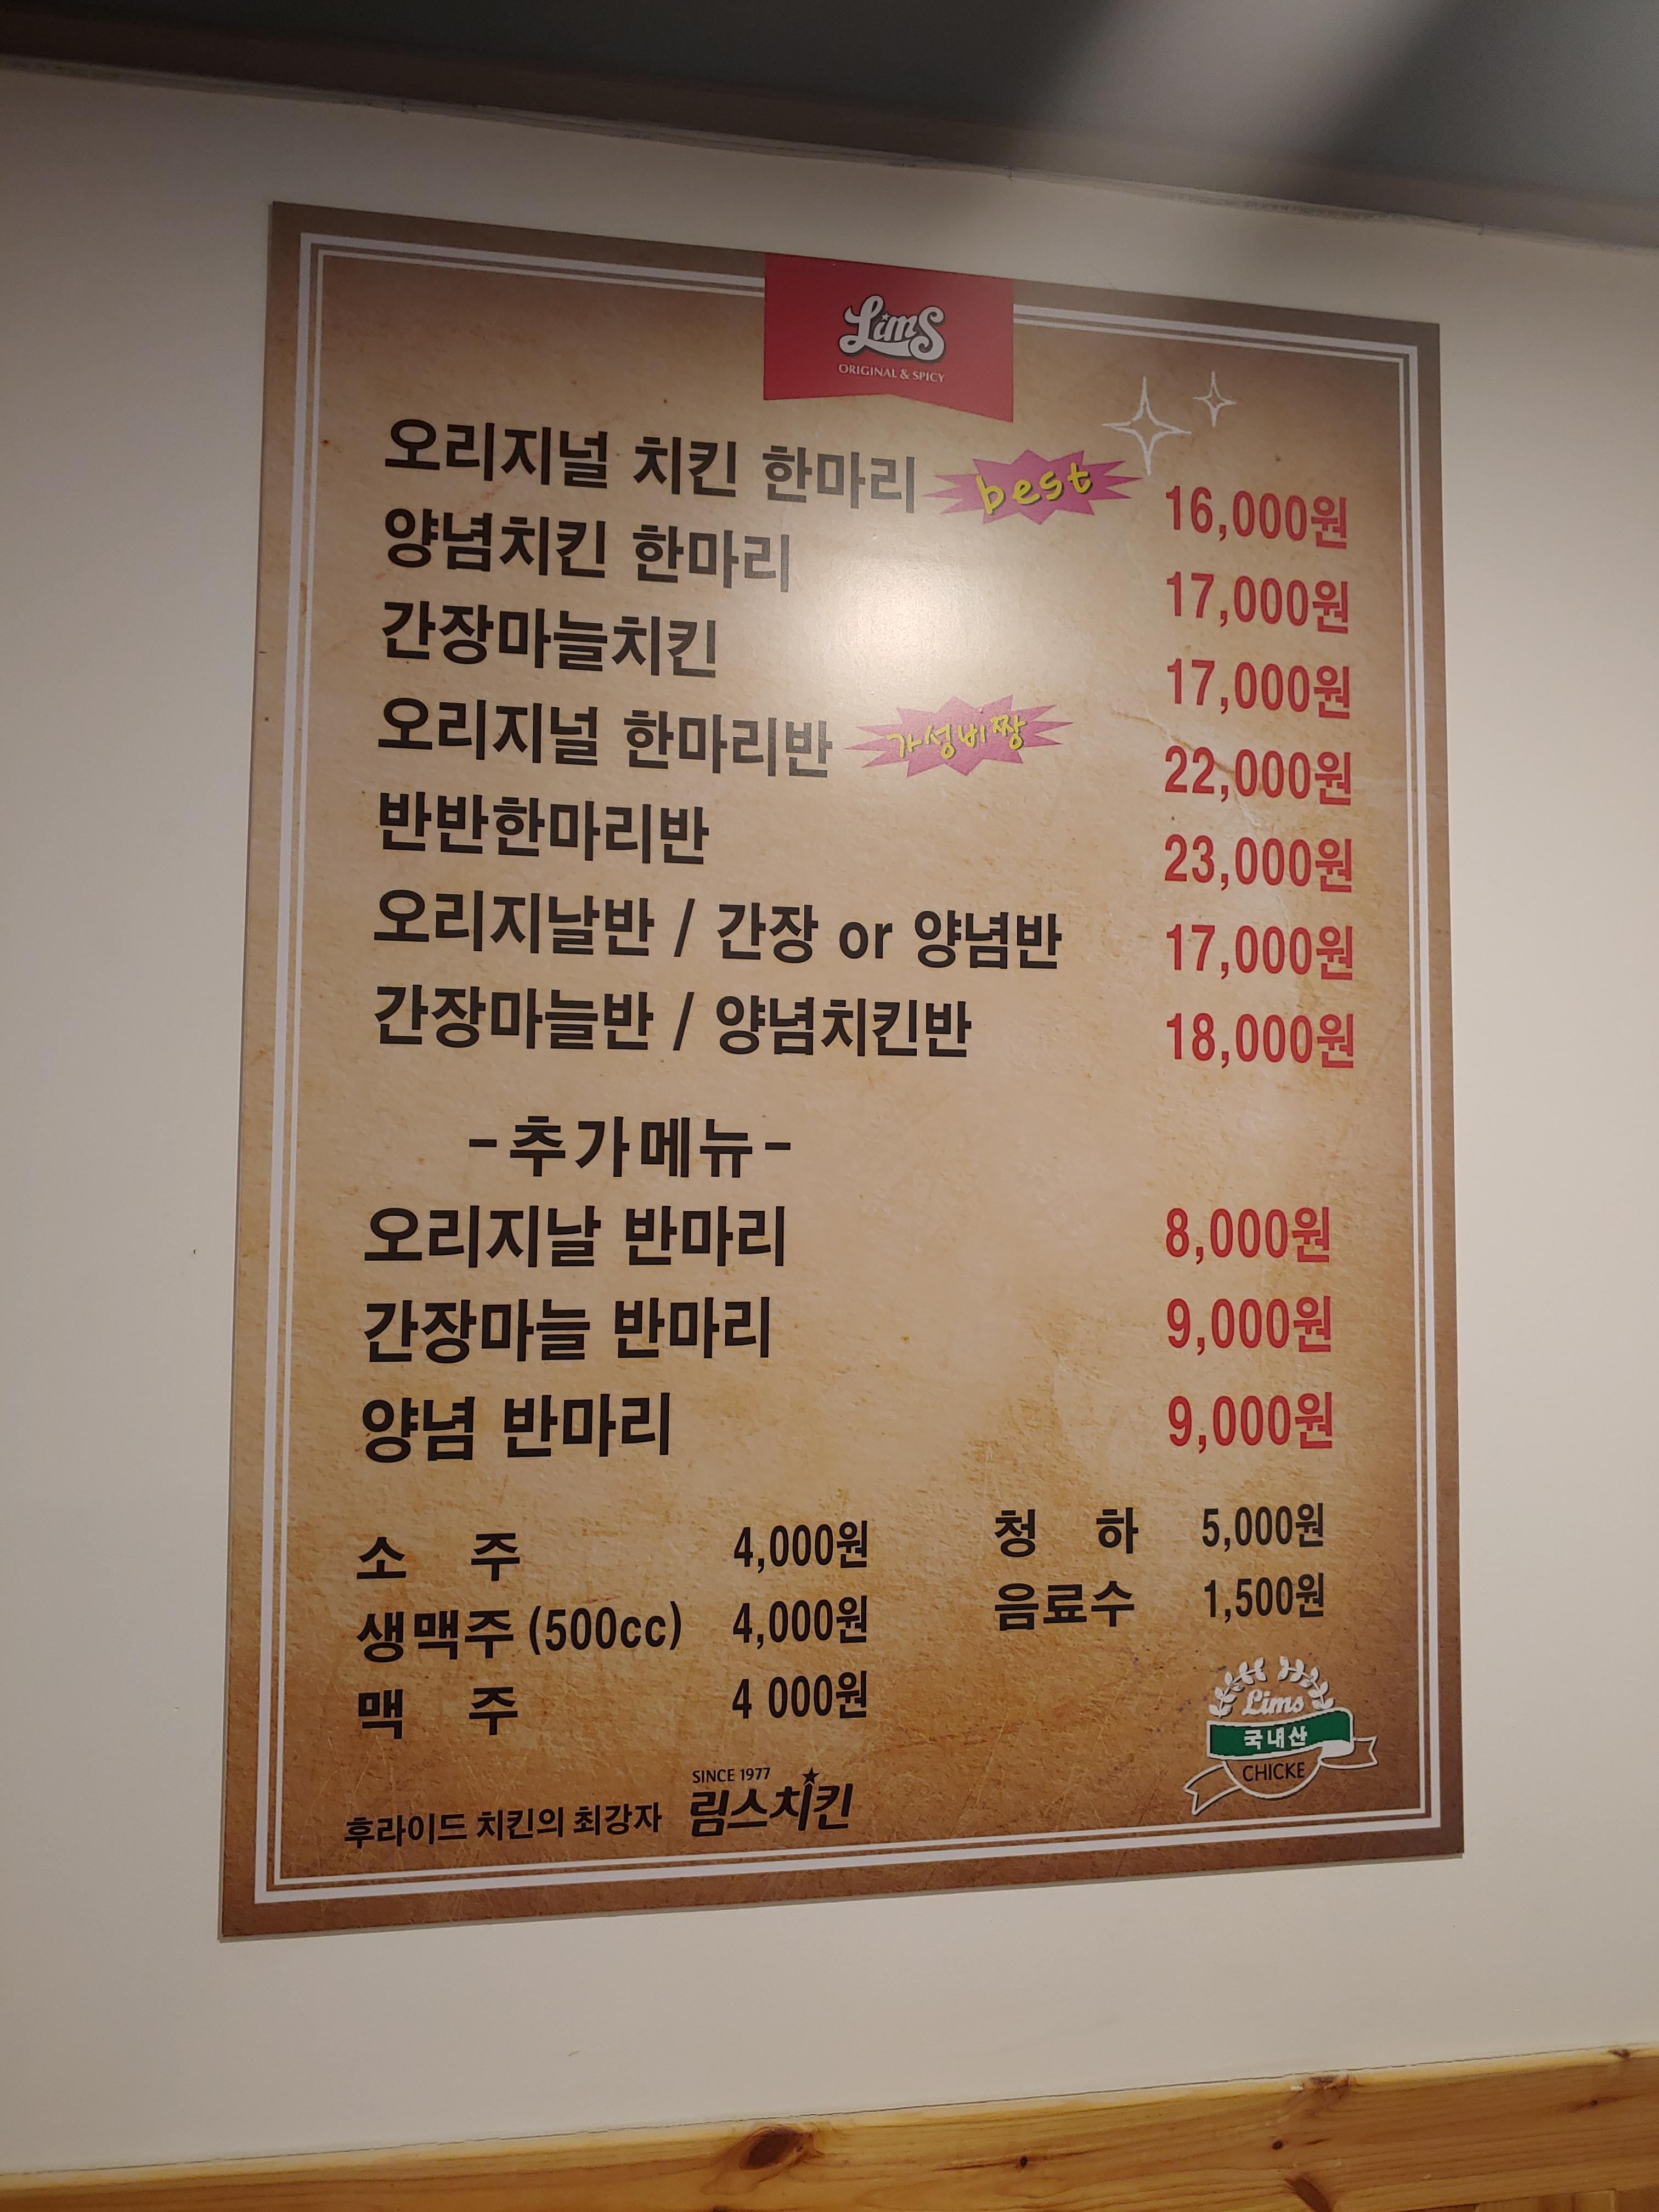 Lims
ORIGINAL & SPICY
오리지널 치킨 한마리 best 16,000원
양념치킨 한마리 17,000원
간장마늘치킨 17,000원
오리지널 한마리반 가성비짱 22,000원
반반한마리반 23,000원
오리지날반 / 간장 or 양념반 17,000원
간장마늘반 / 양념치킨반 18,000원
-추가메뉴-
오리지날 반마리 8,000원
간장마늘 반마리 9,000원
양념 반마리 9,000원
소 주 4,000원 청 하 5,000원
생맥주 (500cc) 4,000원 음료수 1,500원
맥 주 4 000원
Lims
국내산
CHICKE
SINCE 1977
후라이드 치킨의 최강자 림스치킨